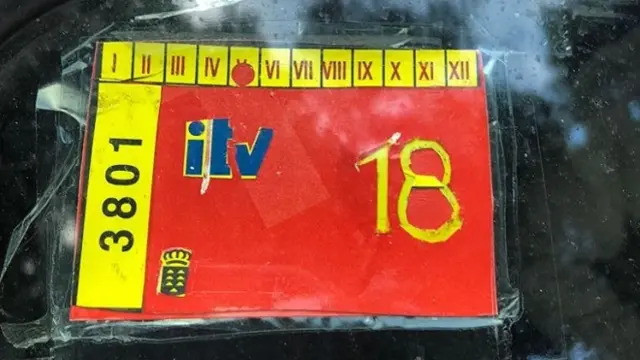 I II III IV V VI VII VIII IX X XI XII
3801
itv
18